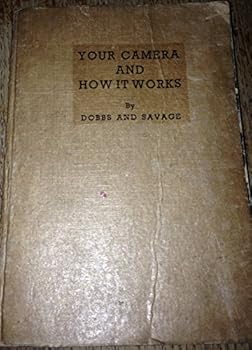 YOUR CAMERA
AND
HOW IT WORKS
By
DOBBS AND SAVAGE